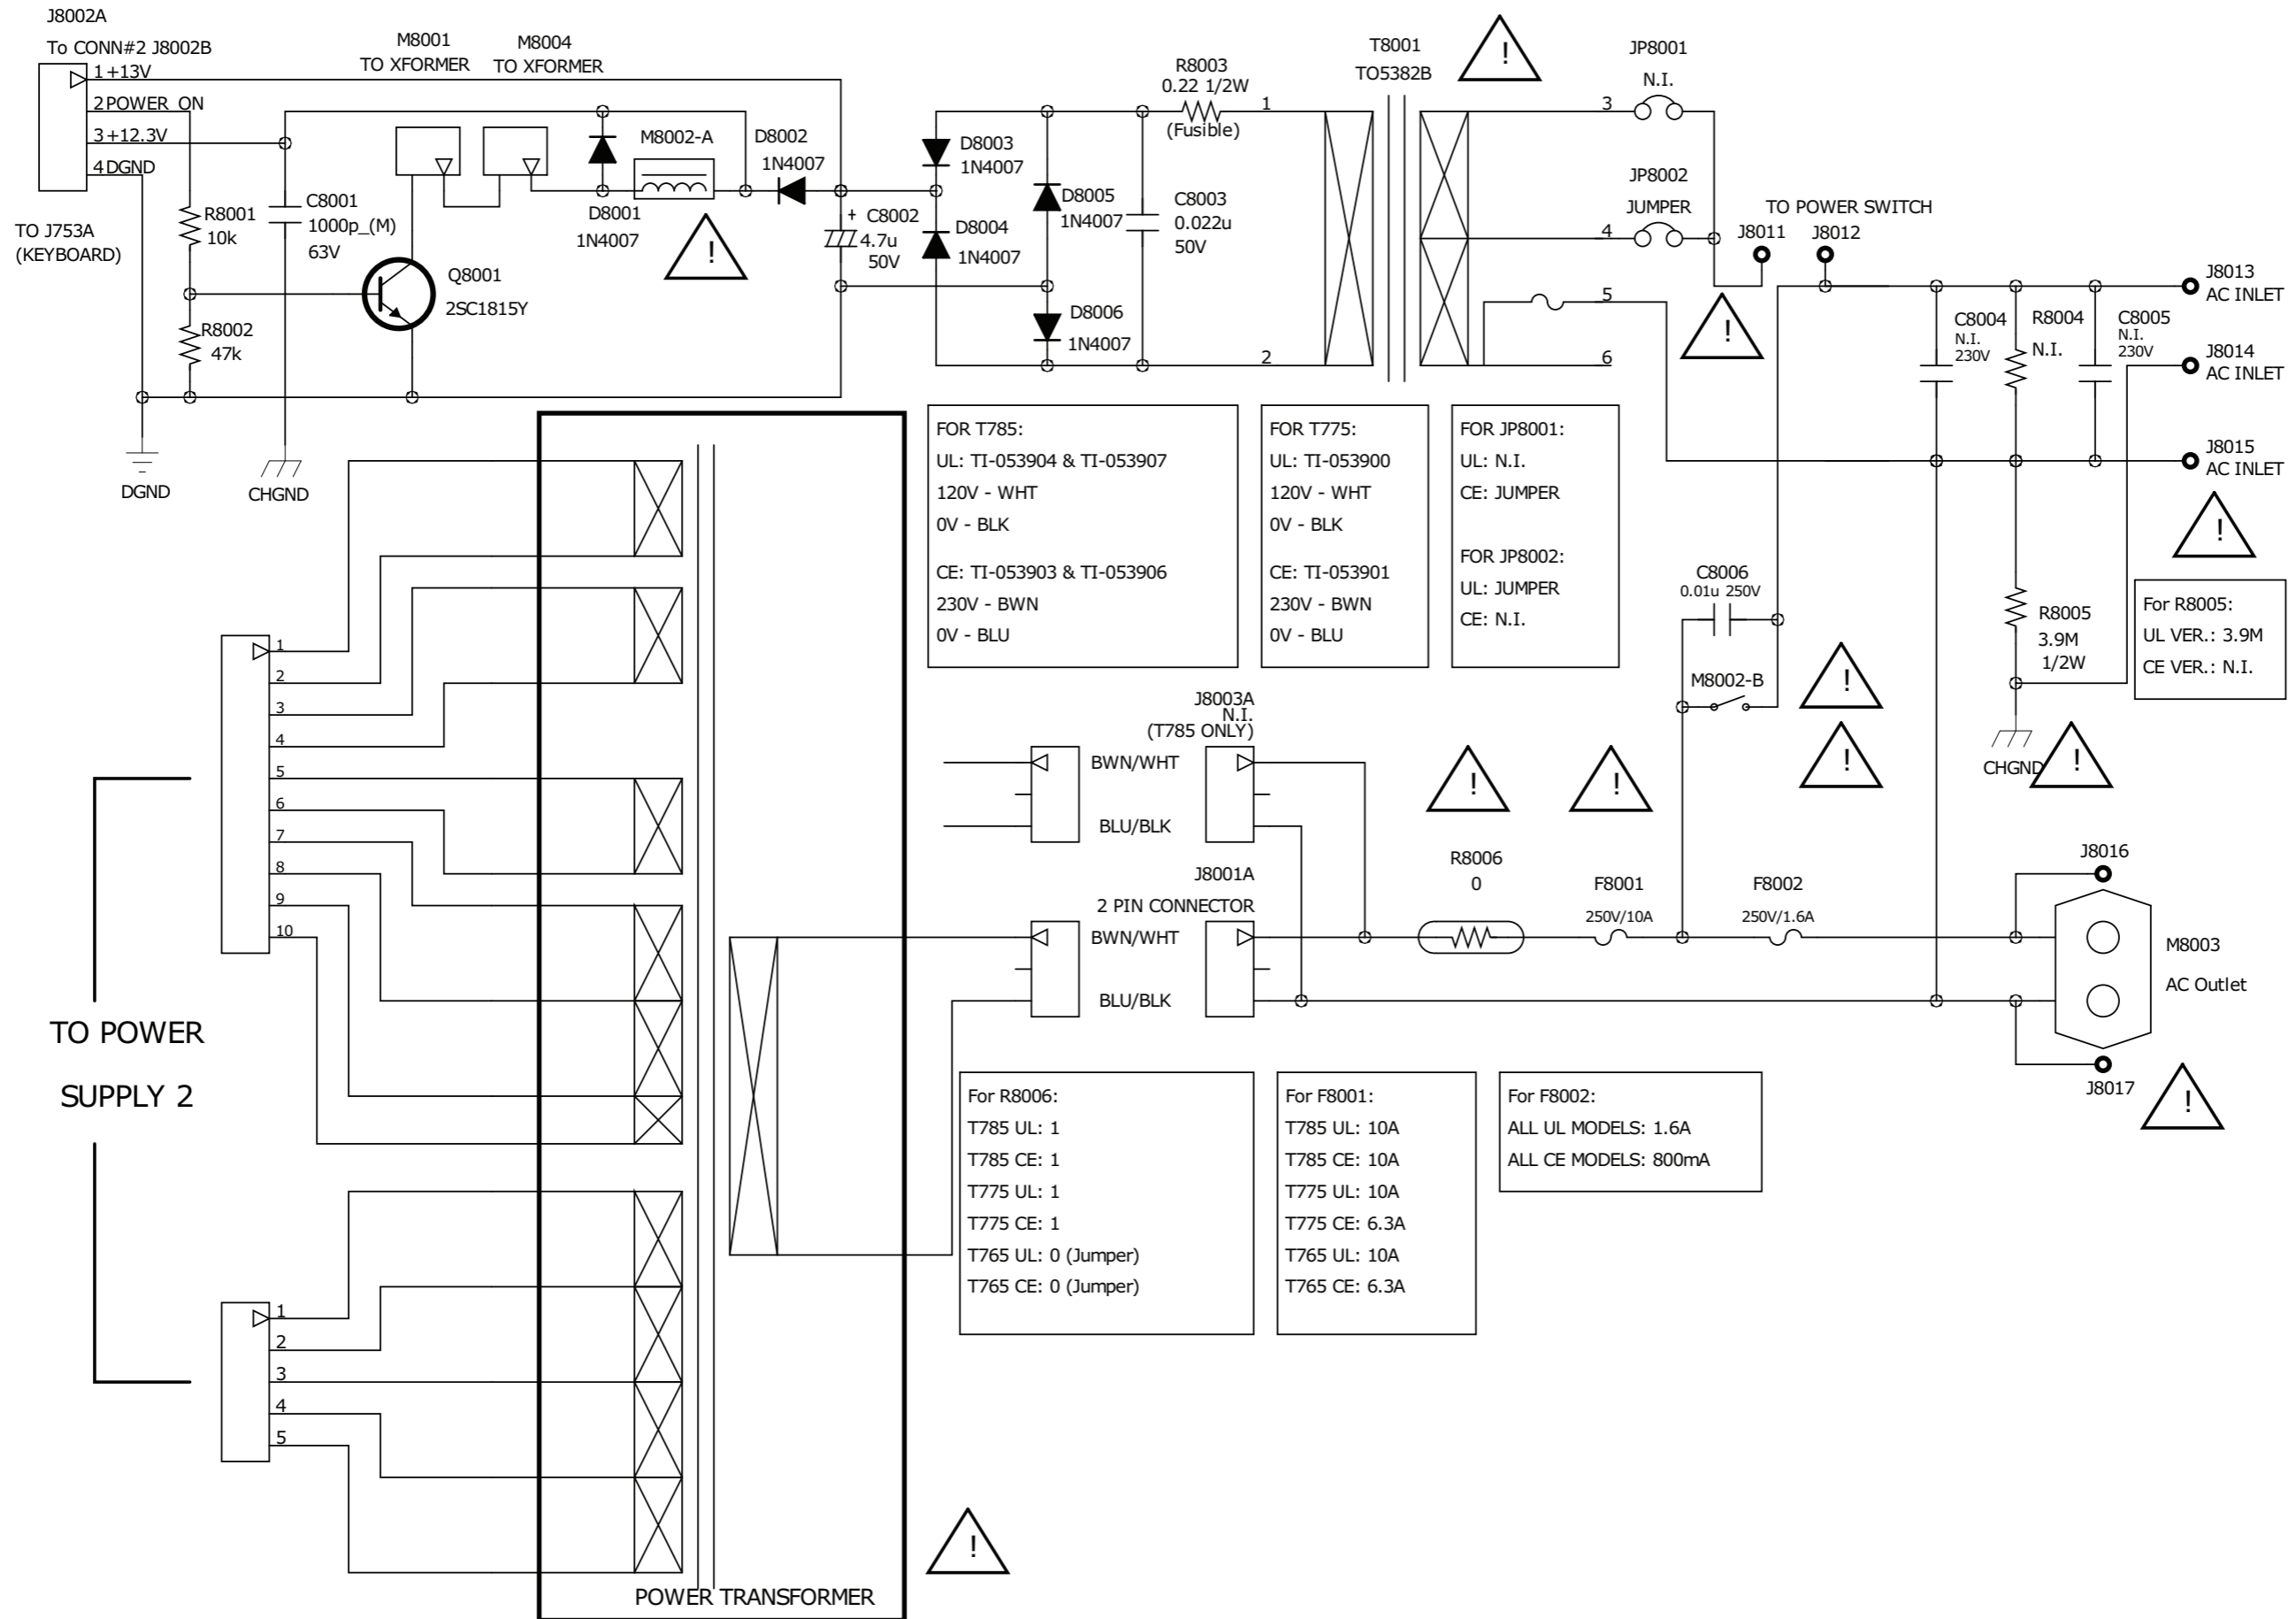 J8002A
To CONN#2 J8002B
1 +13V
2 POWER ON
3 +12.3V
4 DGND
TO J753A
(KEYBOARD)
M8001
TO XFORMER
M8004
TO XFORMER
R8001
10k
R8002
47k
C8001
1000p_(M)
63V
Q8001
2SC1815Y
DGND
CHGND
D8001
1N4007
M8002-A
!
D8002
1N4007
+
C8002
4.7u
50V
D8003
1N4007
D8004
1N4007
D8005
1N4007
D8006
1N4007
C8003
0.022u
50V
R8003
0.22 1/2W
(Fusible)
1
2
T8001
TO5382B
!
3
4
5
6
JP8001
N.I.
JP8002
JUMPER
TO POWER SWITCH
J8011
J8012
!
C8004
N.I.
230V
R8004
N.I.
C8005
N.I.
230V
J8013
AC INLET
J8014
AC INLET
J8015
AC INLET
!
FOR T785:
UL: TI-053904 & TI-053907
120V - WHT
0V - BLK
CE: TI-053903 & TI-053906
230V - BWN
0V - BLU
FOR T775:
UL: TI-053900
120V - WHT
0V - BLK
CE: TI-053901
230V - BWN
0V - BLU
FOR JP8001:
UL: N.I.
CE: JUMPER
FOR JP8002:
UL: JUMPER
CE: N.I.
C8006
0.01u 250V
M8002-B
!
!
R8005
3.9M
1/2W
CHGND
!
For R8005:
UL VER.: 3.9M
CE VER.: N.I.
J8003A
N.I.
(T785 ONLY)
BWN/WHT
BLU/BLK
J8001A
2 PIN CONNECTOR
BWN/WHT
BLU/BLK
!
!
R8006
0
F8001
250V/10A
F8002
250V/1.6A
J8016
M8003
AC Outlet
J8017
!
1
2
3
4
5
6
7
8
9
10
TO POWER
SUPPLY 2
1
2
3
4
5
For R8006:
T785 UL: 1
T785 CE: 1
T775 UL: 1
T775 CE: 1
T765 UL: 0 (Jumper)
T765 CE: 0 (Jumper)
For F8001:
T785 UL: 10A
T785 CE: 10A
T775 UL: 10A
T775 CE: 6.3A
T765 UL: 10A
T765 CE: 6.3A
For F8002:
ALL UL MODELS: 1.6A
ALL CE MODELS: 800mA
!
POWER TRANSFORMER